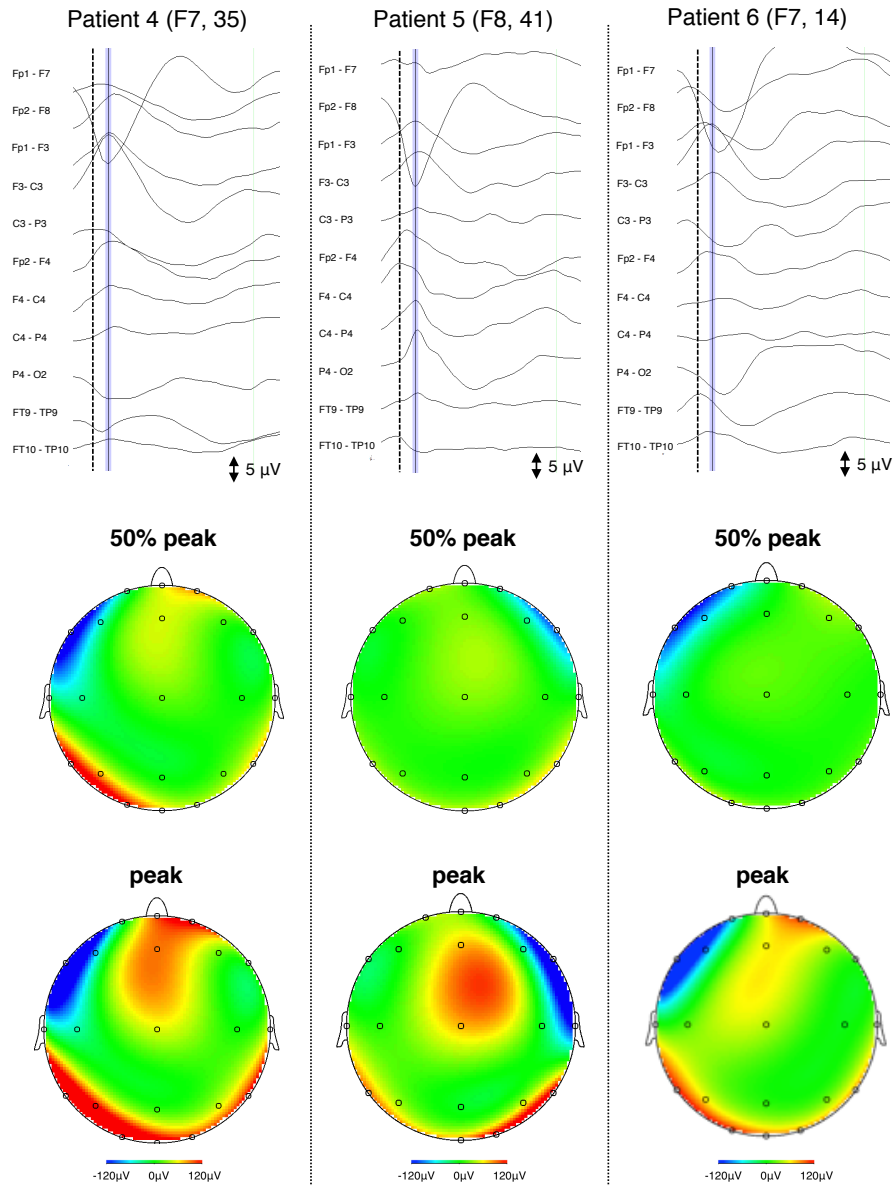 Patient 4 (F7, 35)
Fp1 - F7
Fp2 - F8
Fp1 - F3
F3- C3
C3 - P3
Fp2 - F4
F4 - C4
C4 - P4
P4 - O2
FT9 - TP9
FT10 - TP10
5 µV
Patient 5 (F8, 41)
Fp1 - F7
Fp2 - F8
Fp1 - F3
F3- C3
C3 - P3
Fp2 - F4
F4 - C4
C4 - P4
P4 - O2
FT9 - TP9
FT10 - TP10
5 µV
Patient 6 (F7, 14)
Fp1 - F7
Fp2 - F8
Fp1 - F3
F3- C3
C3 - P3
Fp2 - F4
F4 - C4
C4 - P4
P4 - O2
FT9 - TP9
FT10 - TP10
5 µV
50% peak
50% peak
50% peak
peak
peak
peak
-120µV 0µV 120µV
-120µV 0µV 120µV
-120µV 0µV 120µV